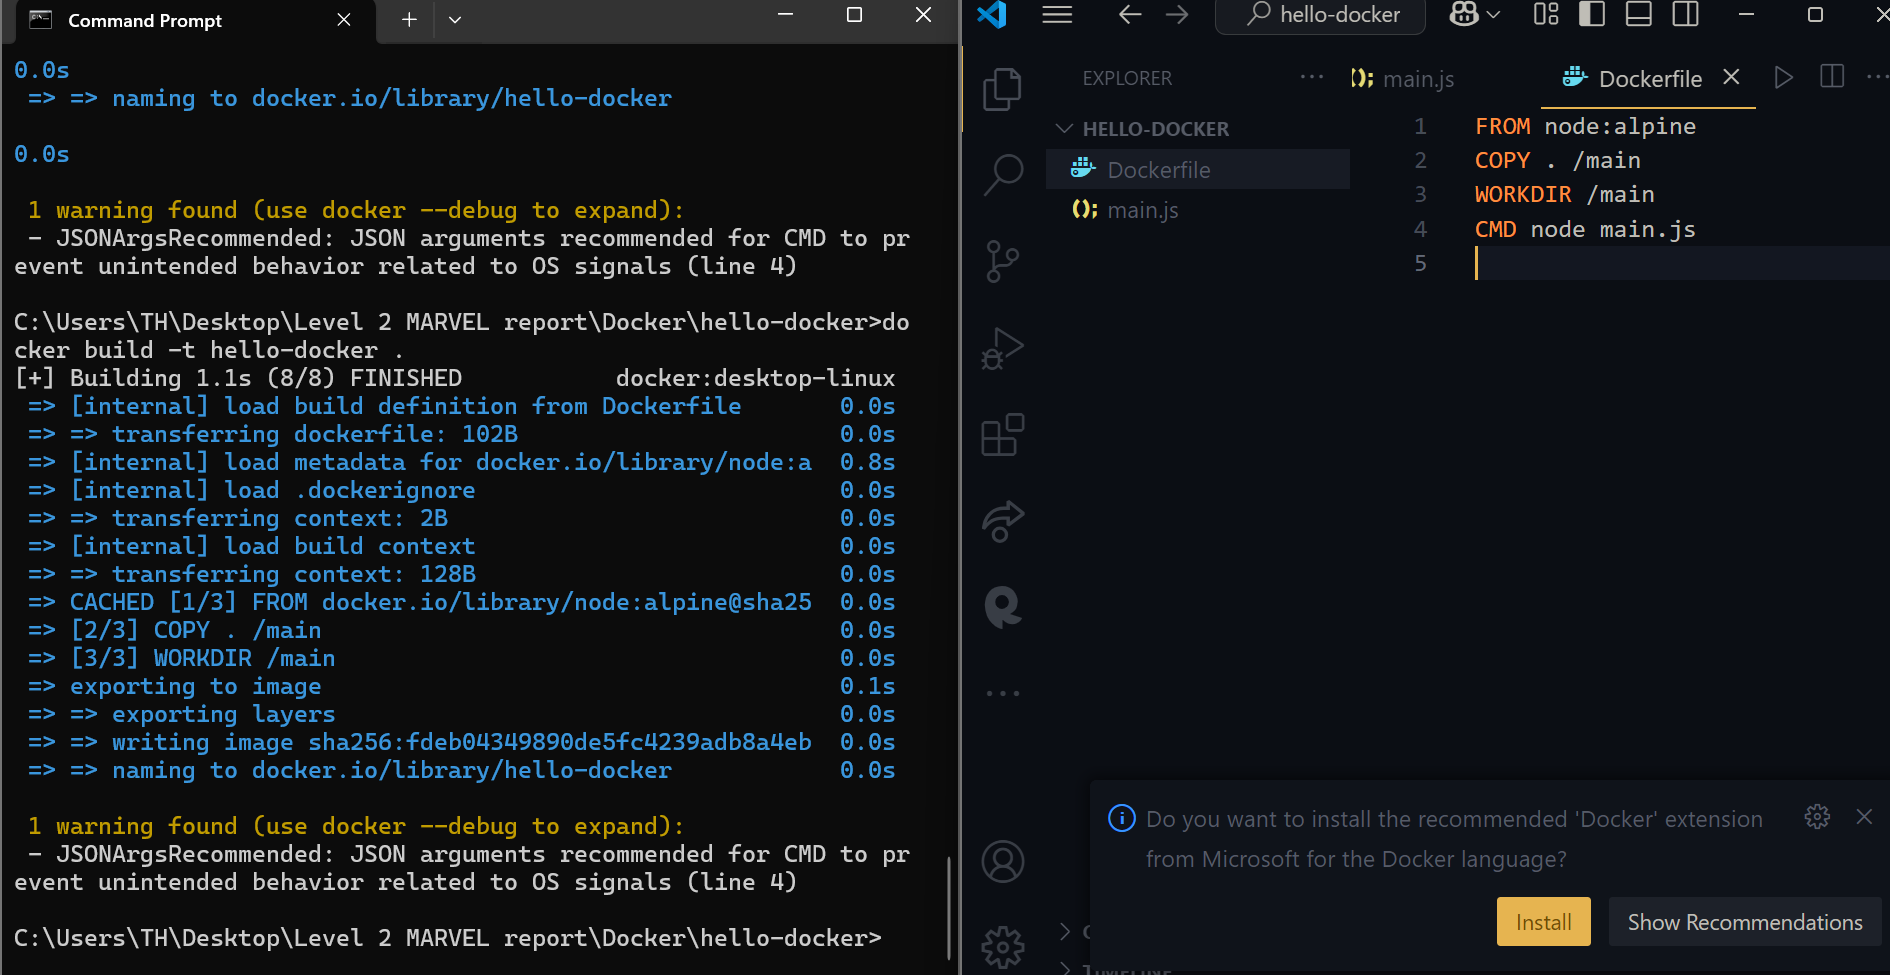 Command Prompt
0.0s
=> => naming to docker.io/library/hello-docker
0.0s
1 warning found (use docker --debug to expand):
- JSONArgsRecommended: JSON arguments recommended for CMD to pr
event unintended behavior related to OS signals (line 4)
C:\Users\TH\Desktop\Level 2 MARVEL report\Docker\hello-docker>do
cker build -t hello-docker .
[+] Building 1.1s (8/8) FINISHED docker:desktop-linux
=> [internal] load build definition from Dockerfile 0.0s
=> => transferring dockerfile: 102B 0.0s
=> [internal] load metadata for docker.io/library/node:a 0.8s
=> [internal] load .dockerignore 0.0s
=> => transferring context: 2B 0.0s
=> [internal] load build context 0.0s
=> => transferring context: 128B 0.0s
=> CACHED [1/3] FROM docker.io/library/node:alpine@sha25 0.0s
=> [2/3] COPY . /main 0.0s
=> [3/3] WORKDIR /main 0.0s
=> exporting to image 0.1s
=> => exporting layers 0.0s
=> => writing image sha256:fdeb04349890de5fc4239adb8a4eb 0.0s
=> => naming to docker.io/library/hello-docker 0.0s
1 warning found (use docker --debug to expand):
- JSONArgsRecommended: JSON arguments recommended for CMD to pr
event unintended behavior related to OS signals (line 4)
C:\Users\TH\Desktop\Level 2 MARVEL report\Docker\hello-docker>
hello-docker
EXPLORER
HELLO-DOCKER
Dockerfile
main.js
main.js
Dockerfile
1 FROM node:alpine
2 COPY . /main
3 WORKDIR /main
4 CMD node main.js
5
Do you want to install the recommended 'Docker' extension
from Microsoft for the Docker language?
Install
Show Recommendations